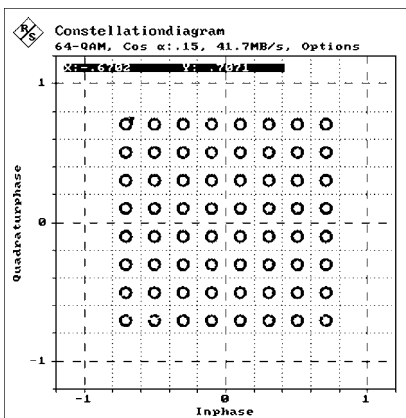 R/S
Constellationdiagram
64-QAM, Cos α:.15, 41.7MB/s, Options
X:-.6702 Y: .7071
1
0
-1
Quadraturphase
-1 0 1
Inphase